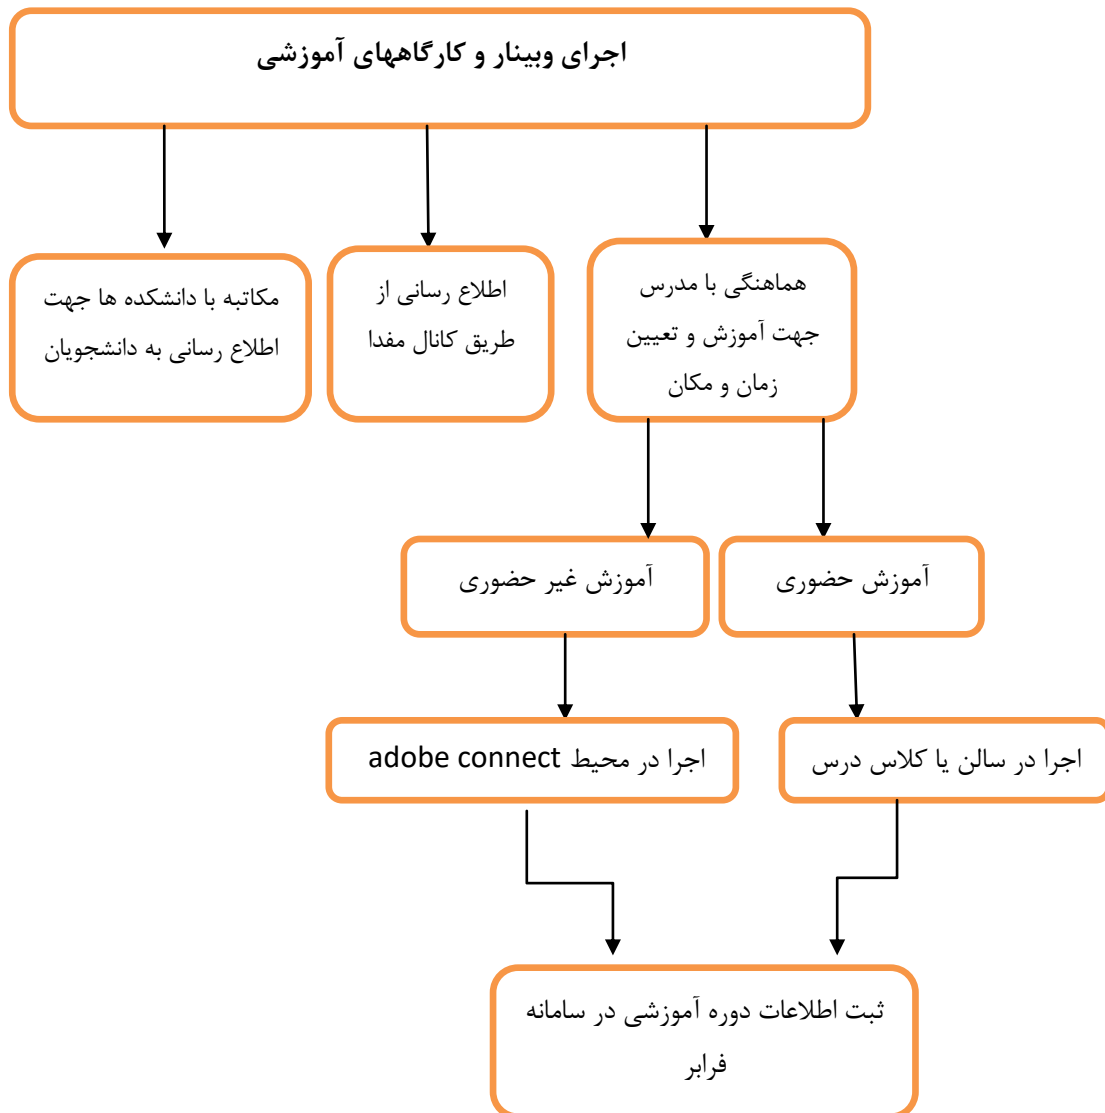 اجرای وبینار و کارگاههای آموزشی
هماهنگی با مدرس
جهت آموزش و تعیین
زمان و مکان
اطلاع رسانی از
طریق کانال مفدا
مکاتبه با دانشکده ها جهت
اطلاع رسانی به دانشجویان
آموزش حضوری
آموزش غیر حضوری
اجرا در سالن یا کلاس درس
اجرا در محیط adobe connect
ثبت اطلاعات دوره آموزشی در سامانه
فرابر